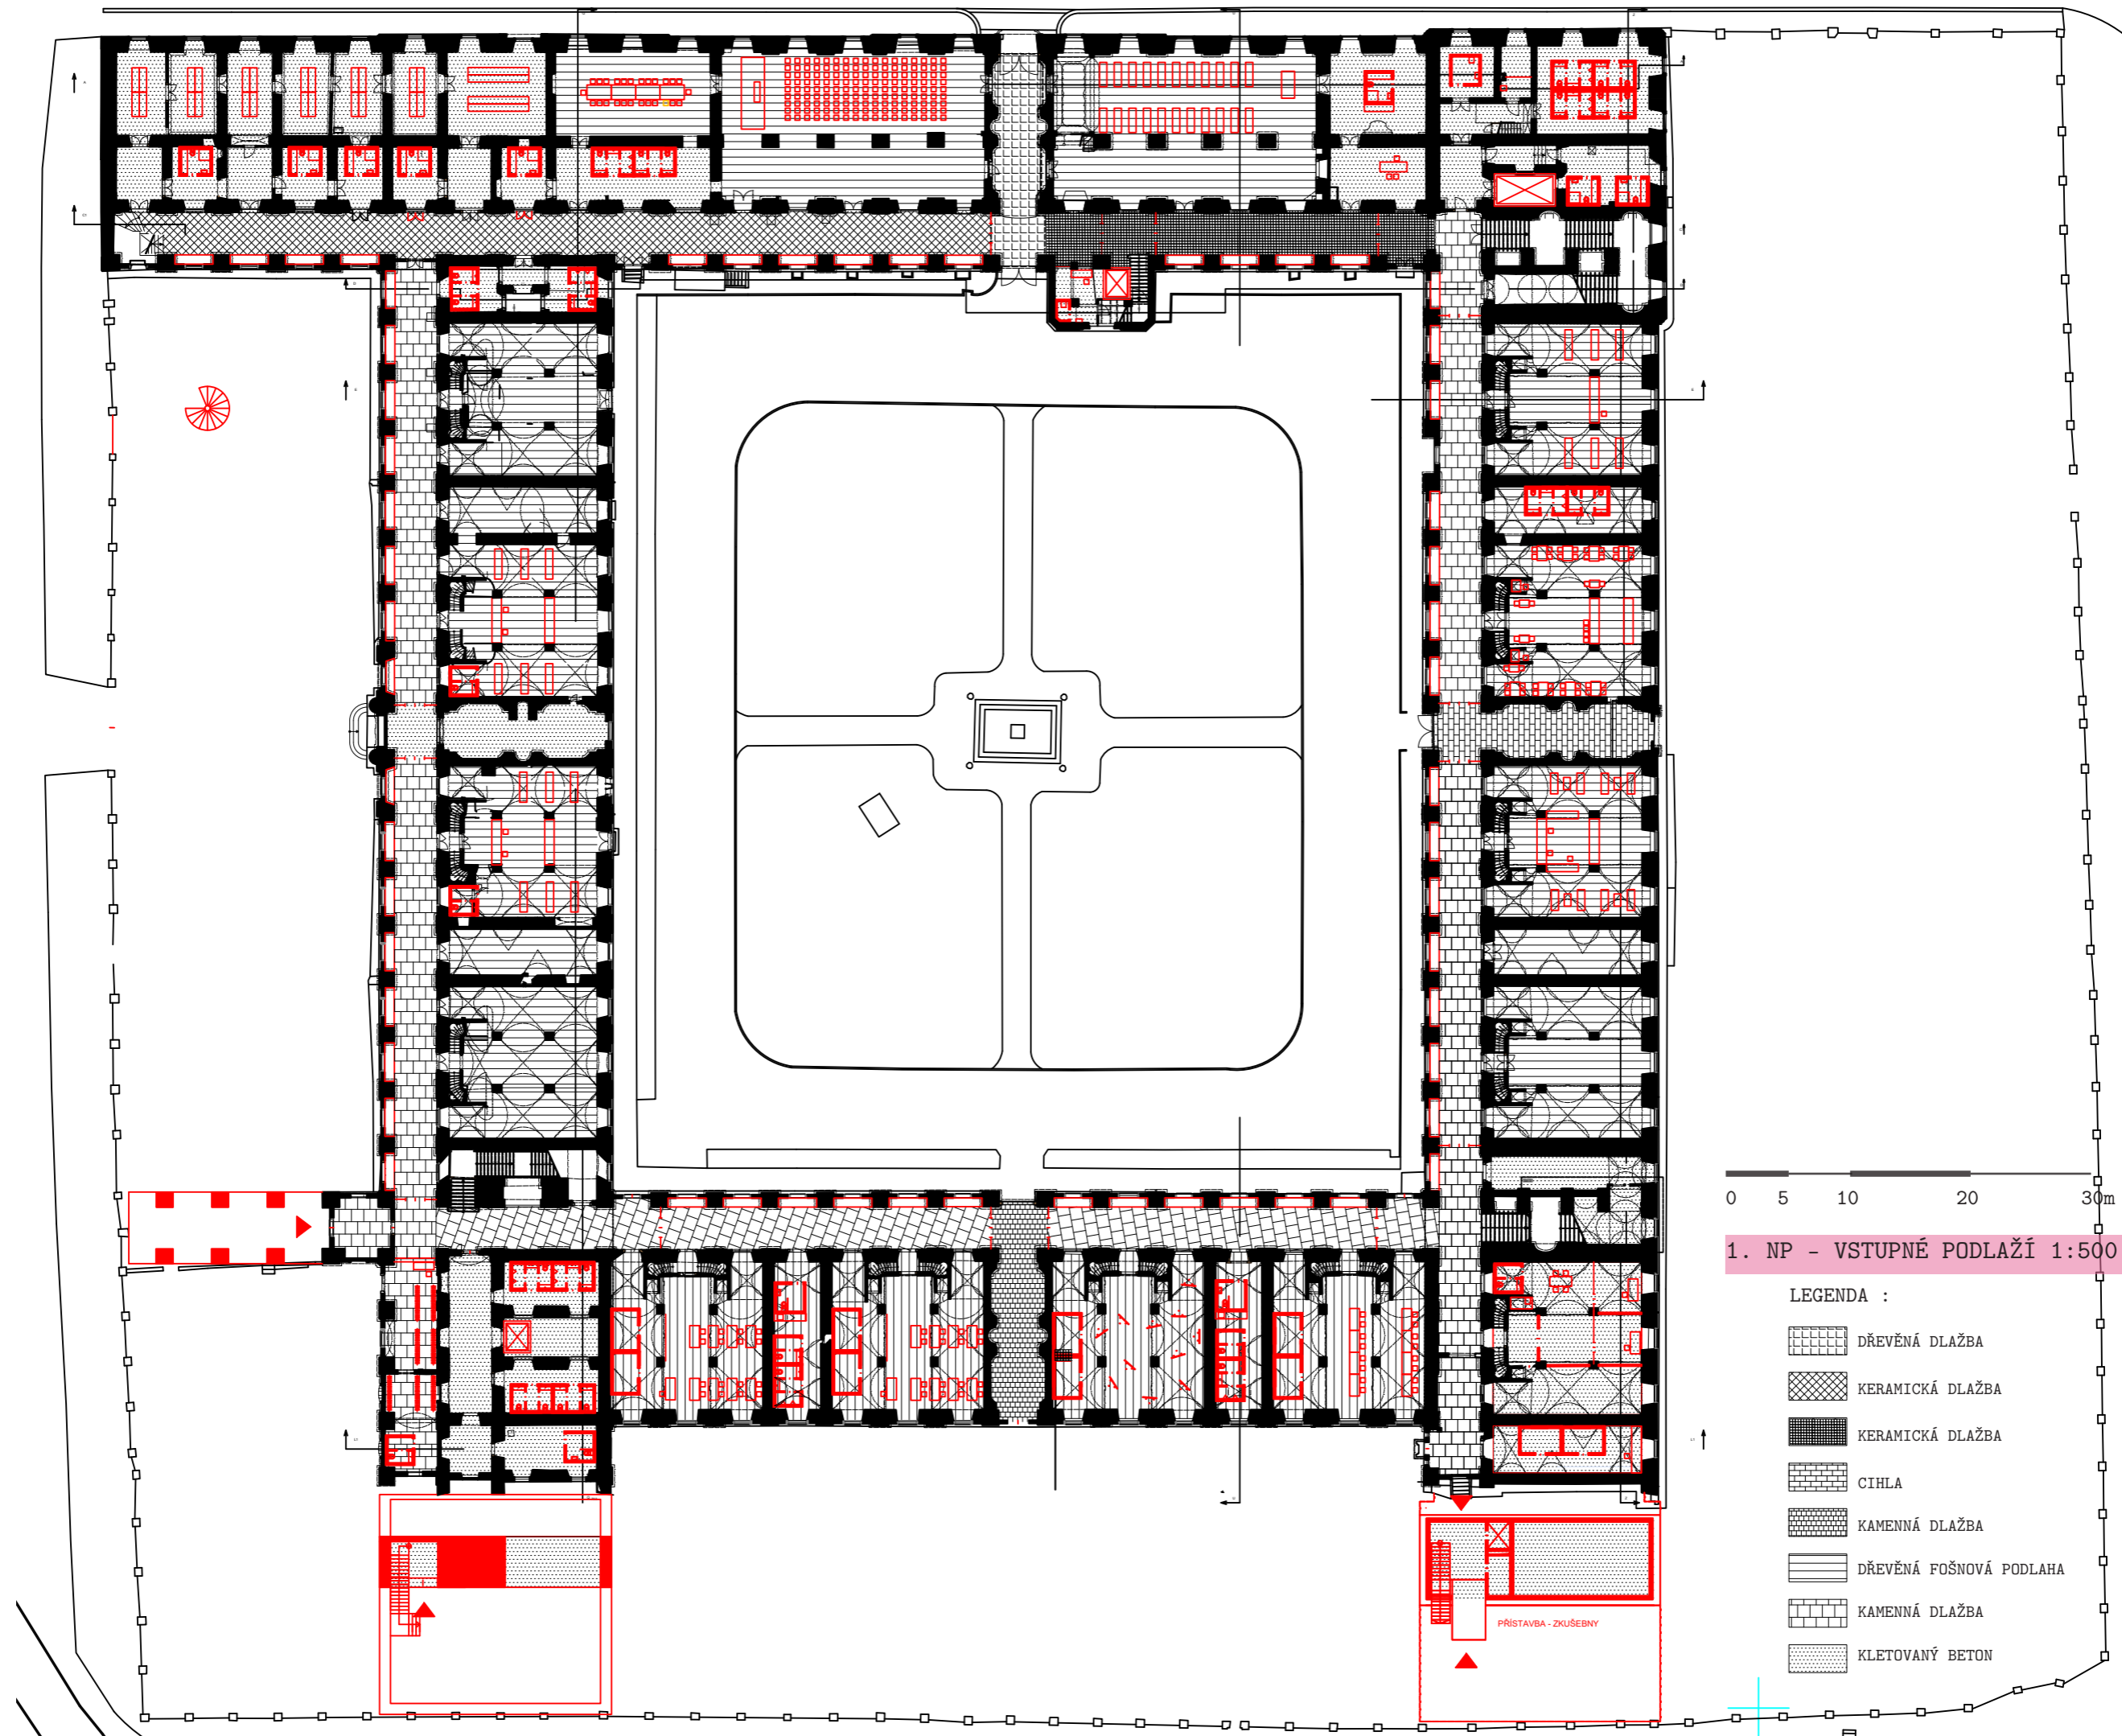 0 5 10 20 30m
1. NP - VSTUPNÉ PODLAŽÍ 1:500
LEGENDA :
DŘEVĚNÁ DLAŽBA
KERAMICKÁ DLAŽBA
KERAMICKÁ DLAŽBA
CIHLA
KAMENNÁ DLAŽBA
DŘEVĚNÁ FOŠNOVÁ PODLAHA
KAMENNÁ DLAŽBA
KLETOVANÝ BETON
PŘÍSTAVBA - ZKUŠEBNY